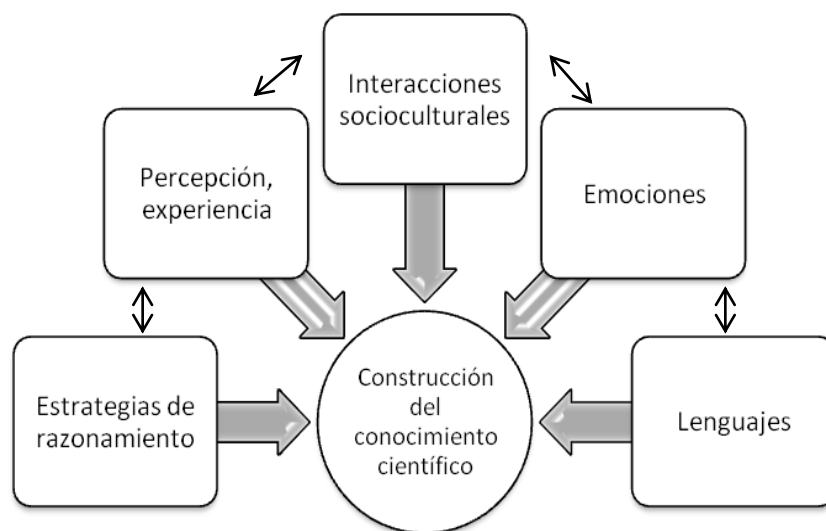 Interacciones
socioculturales
Percepción,
experiencia
Emociones
Estrategias de
razonamiento
Construcción
del
conocimiento
científico
Lenguajes